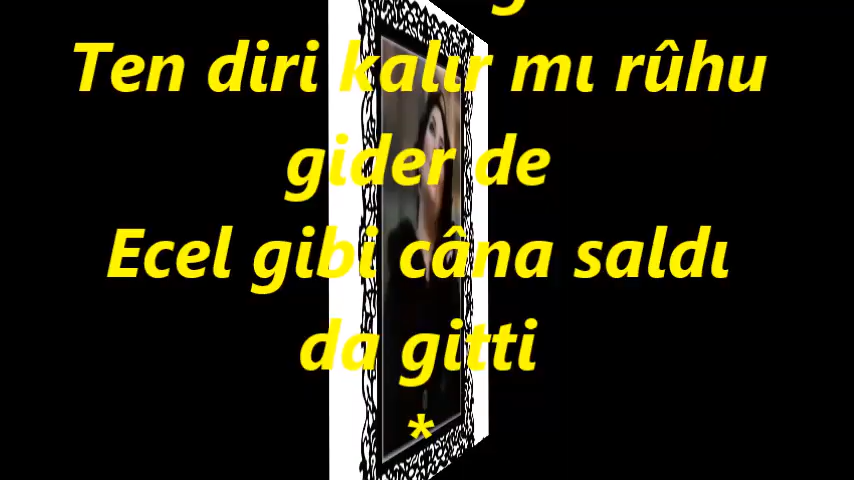 Ten diri kalır mı rûhu
gider de
Ecel gibi câna saldı
da gitti
*